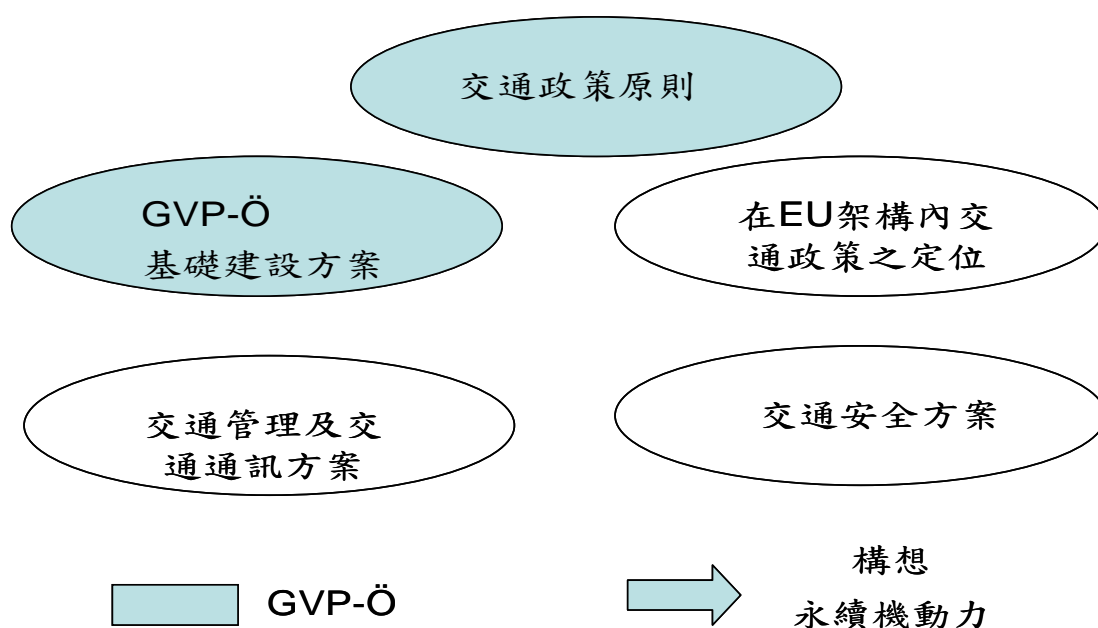 交通政策原則
GVP-Ö
基礎建設方案
在EU架構內交
通政策之定位
交通管理及交
通通訊方案
交通安全方案
GVP-Ö
構想
永續機動力